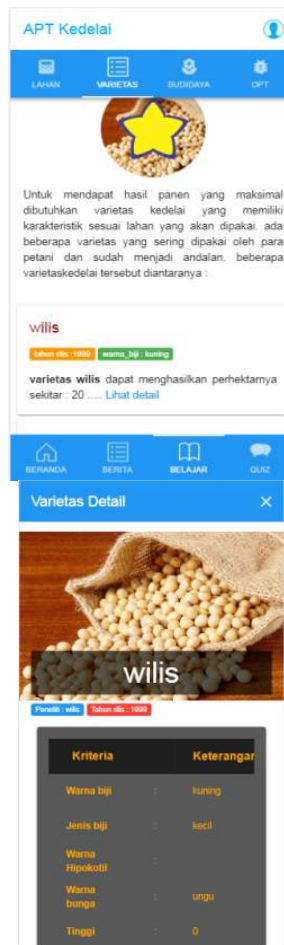 APT Kedelai
LAHAN VARIETAS BUDIDAYA OPT
Untuk mendapat hasil panen yang maksimal
dibutuhkan varietas kedelai yang memiliki
karakteristik sesuai lahan yang akan dipakai. ada
beberapa varietas yang sering dipakai oleh para
petani dan sudah menjadi andalan. beberapa
varietaskedelai tersebut diantaranya :
wilis
tahun rilis :1999 warna_biji : kuning
varietas wilis dapat menghasilkan perhektarnya
sekitar : 20 ..... Lihat detail
BERANDA BERITA BELAJAR QUIZ
Varietas Detail ×
wilis
Peneliti : wilis Tahun rilis : 1999
Kriteria Keterangan
Warna biji : kuning
Jenis biji : kecil
Warna
Hipokotil :
Warna
bunga : ungu
Tinggi : 0